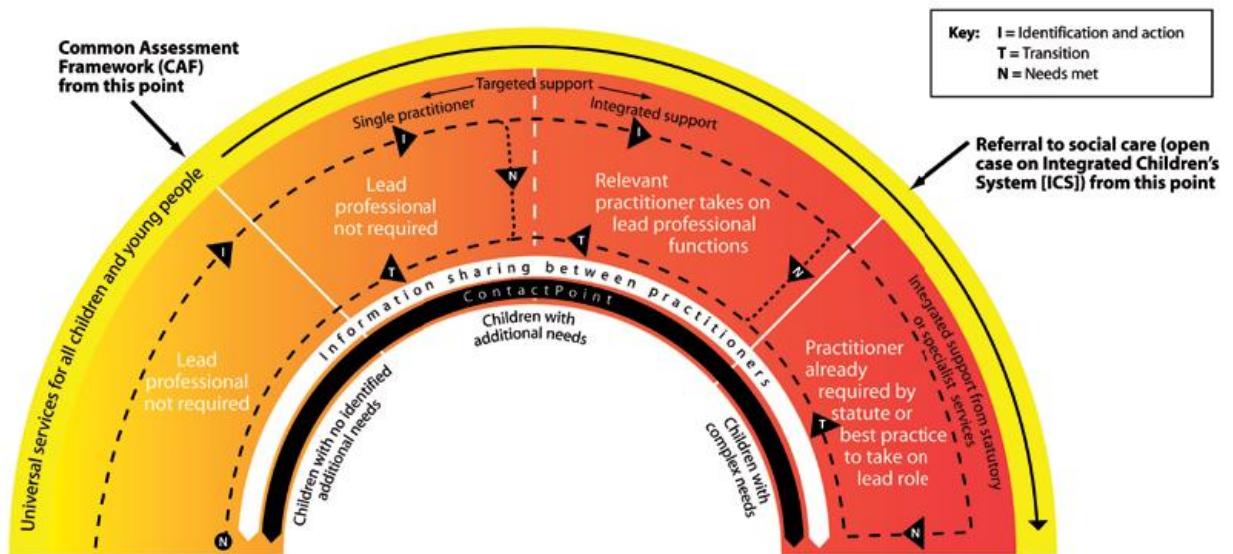 Common Assessment
Framework (CAF)
from this point
Key: I = Identification and action
T = Transition
N = Needs met
Targeted support
Single practitioner
Integrated support
Referral to social care (open
case on Integrated Children's
System [ICS]) from this point
Universal services for all children and young people
I
I
I
N
T
T
N
T
N
N
Lead
professional
not required
Lead
professional
not required
Relevant
practitioner takes on
lead professional
functions
Integrated support from statutory
or specialist
services
Practitioner
already
required by
statute or
best practice
to take on
lead role
Information sharing between practitioners
ContactPoint
Children with no identified
additional needs
Children with
additional needs
Children with
complex needs